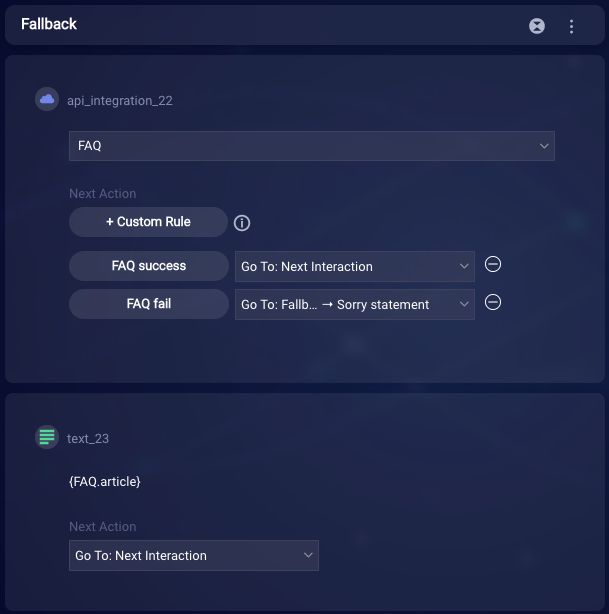 Fallback
api_integration_22
FAQ
Next Action
+ Custom Rule
FAQ success
Go To: Next Interaction
FAQ fail
Go To: Fallb... → Sorry statement
text_23
{FAQ.article}
Next Action
Go To: Next Interaction